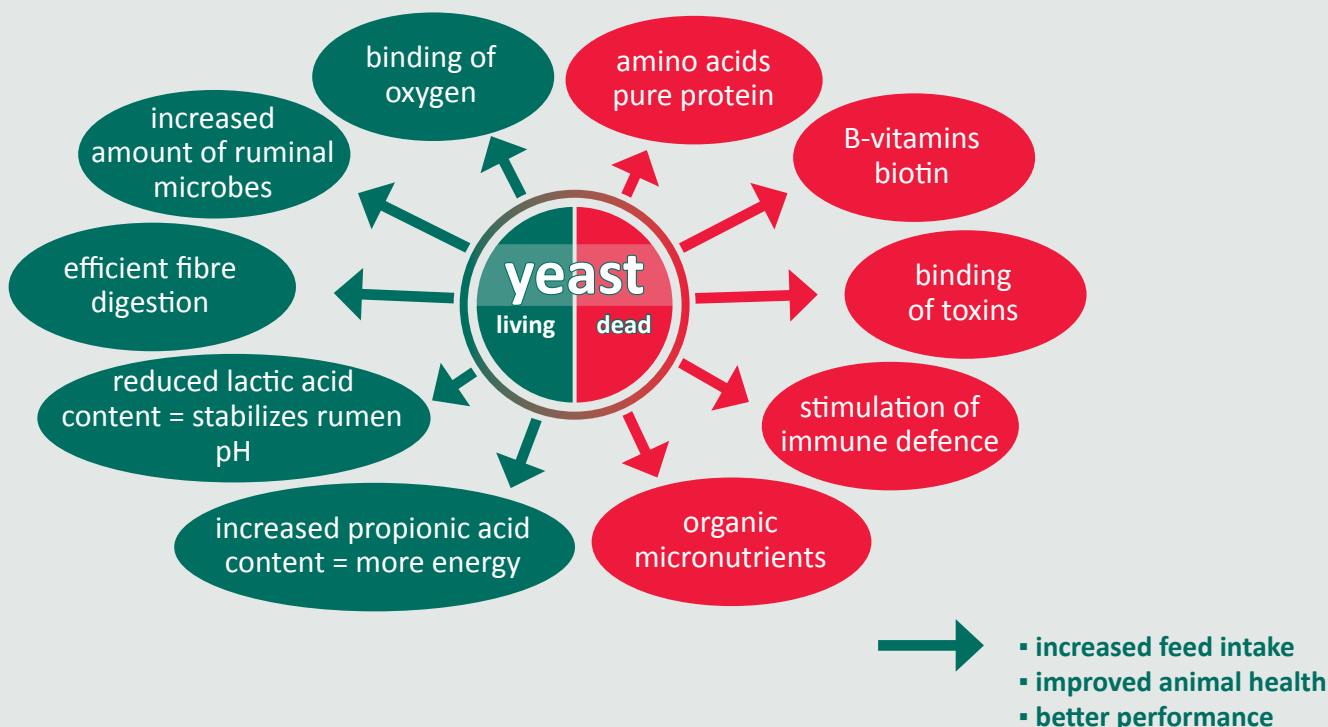 binding of
oxygen
amino acids
pure protein
increased
amount of ruminal
microbes
B-vitamins
biotin
efficient fibre
digestion
yeast
living
dead
binding
of toxins
reduced lactic acid
content = stabilizes rumen
pH
stimulation of
immune defence
increased propionic acid
content = more energy
organic
micronutrients
▪ increased feed intake
▪ improved animal health
▪ better performance